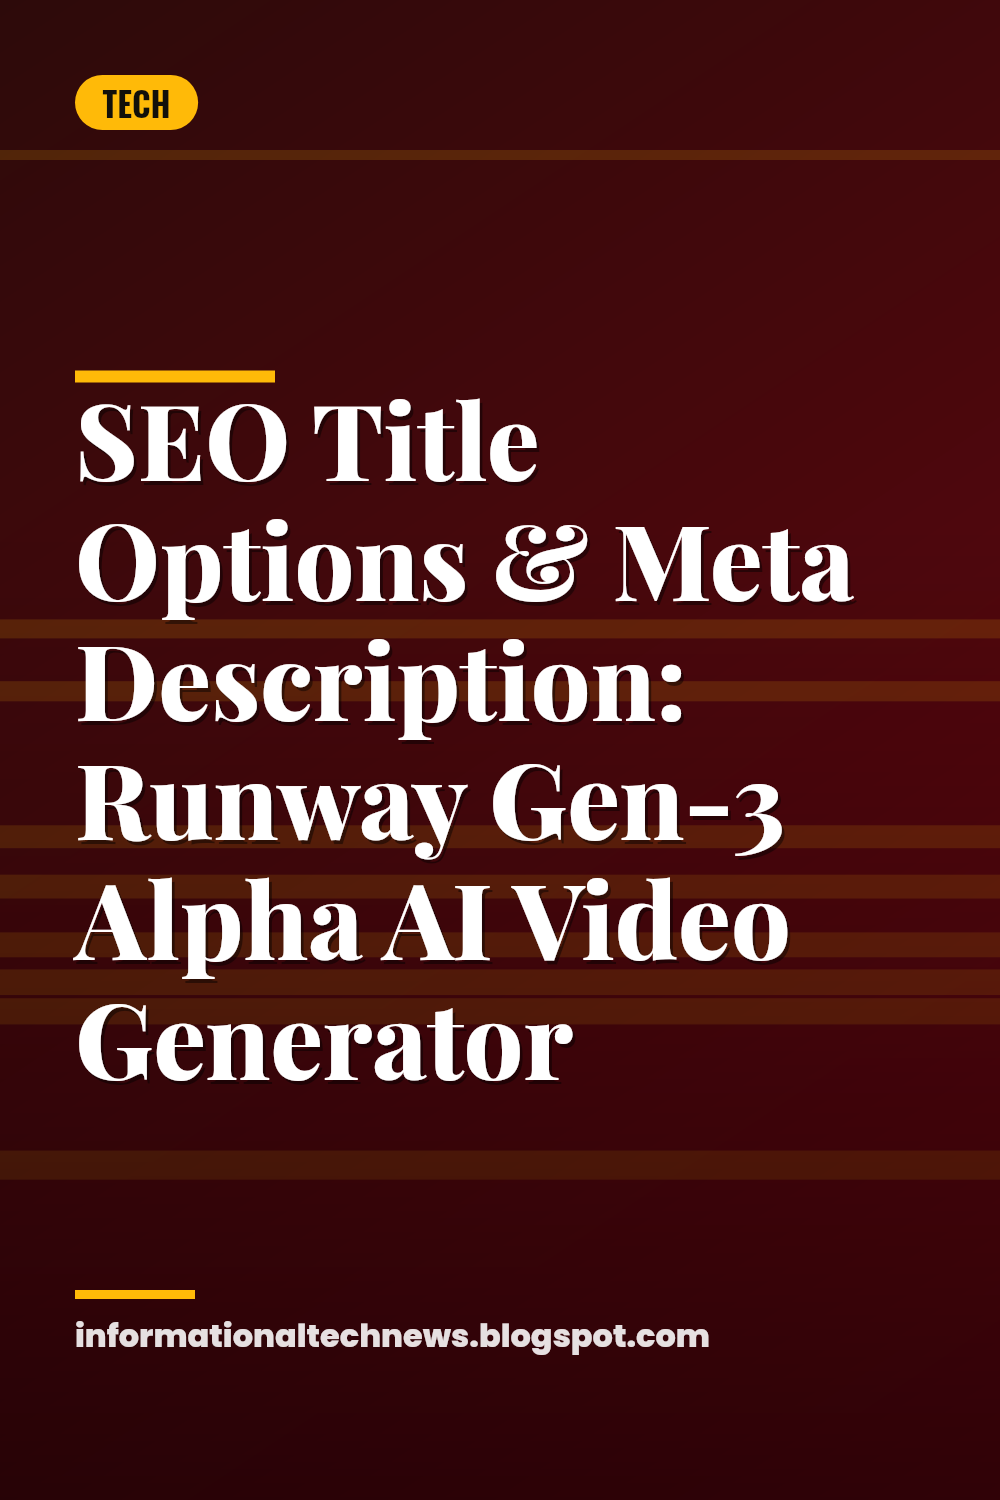 TECH
SEO Title
Options & Meta
Description:
Runway Gen-3
Alpha AI Video
Generator
informationaltechnews.blogspot.com